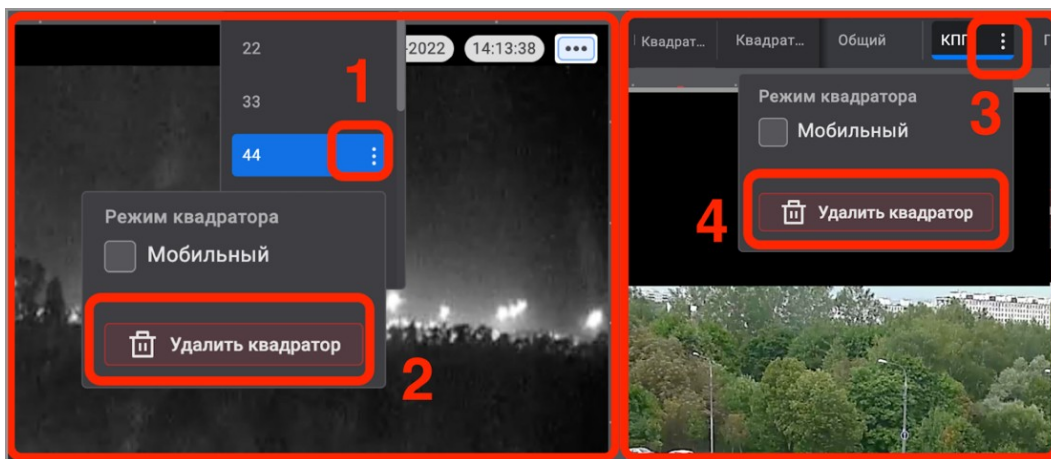 22
-2022
14:13:38
33
1
44
Режим квадратора
Мобильный
Удалить квадратор
2
Квадрат...
Квадрат...
Общий
КПП
Режим квадратора
Мобильный
3
4
Удалить квадратор